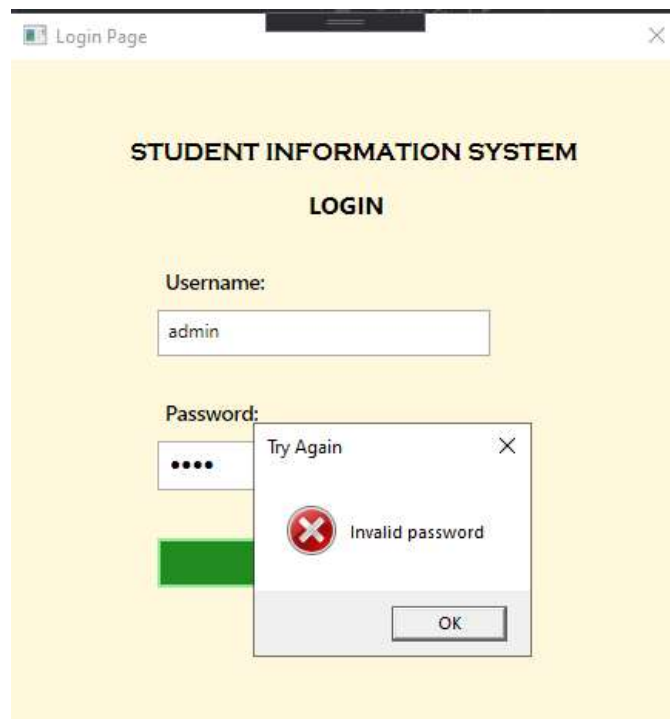 Login Page
STUDENT INFORMATION SYSTEM
LOGIN
Username:
admin
Password:
••••
Try Again
Invalid password
OK